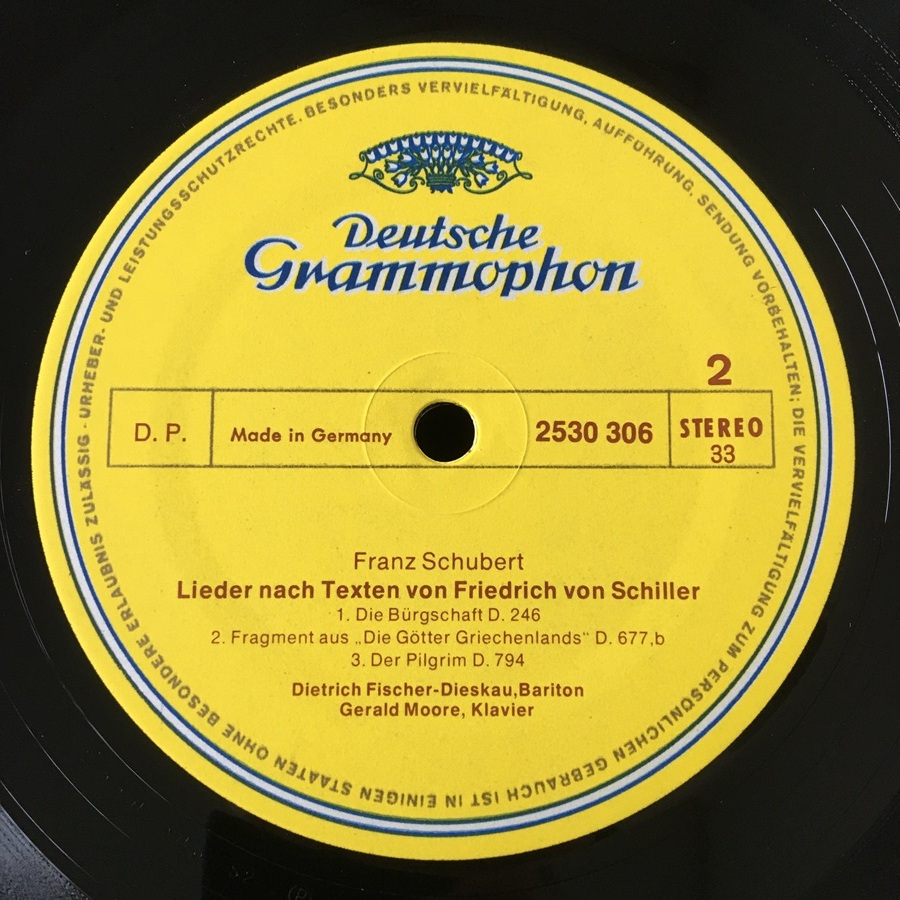 Deutsche
Grammophon
2
D. P.
Made in Germany
2530 306
STEREO
33
Franz Schubert
Lieder nach Texten von Friedrich von Schiller
1. Die Bürgschaft D. 246
2. Fragment aus „Die Götter Griechenlands" D. 677,b
3. Der Pilgrim D. 794
Dietrich Fischer-Dieskau,Bariton
Gerald Moore, Klavier
URHEBER- UND LEISTUNGSSCHUTZRECHTE. BESONDERS VERVIELFÄLTIGUNG, AUFFÜHRUNG, SENDUNG VORBEHALTEN; DIE VERVIELFÄLTIGUNG ZUM PERSÖNLICHEN GEBRAUCH IST IN EINIGEN STAATEN OHNE BESONDERE ERLAUBNIS ZULÄSSIG ·